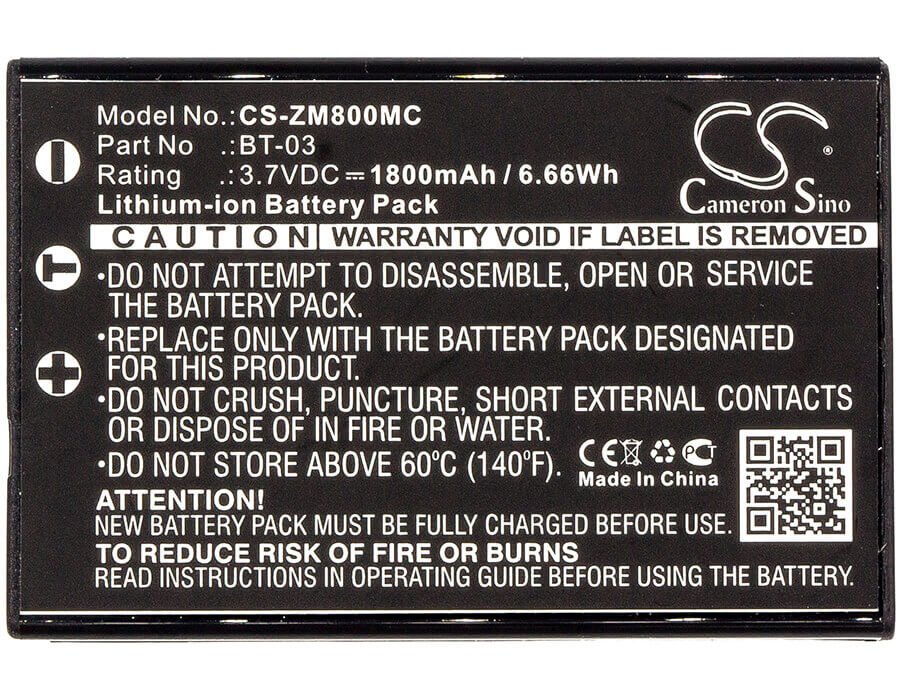 Model No.:CS-ZM800MC
Part No .:BT-03
Rating .:3.7VDC⎓1800mAh / 6.66Wh
Lithium-ion Battery Pack
CS®
Cameron Sino
CAUTION WARRANTY VOID IF LABEL IS REMOVED
•DO NOT ATTEMPT TO DISASSEMBLE, OPEN OR SERVICE
THE BATTERY PACK.
•REPLACE ONLY WITH THE BATTERY PACK DESIGNATED
FOR THIS PRODUCT.
•DO NOT CRUSH, PUNCTURE, SHORT EXTERNAL CONTACTS
OR DISPOSE OF IN FIRE OR WATER.
•DO NOT STORE ABOVE 60ºC (140ºF).
CE PCT
Made In China
ATTENTION!
NEW BATTERY PACK MUST BE FULLY CHARGED BEFORE USE.
TO REDUCE RISK OF FIRE OR BURNS
READ INSTRUCTIONS IN OPERATING GUIDE BEFORE USING THE BATTERY.
− T +